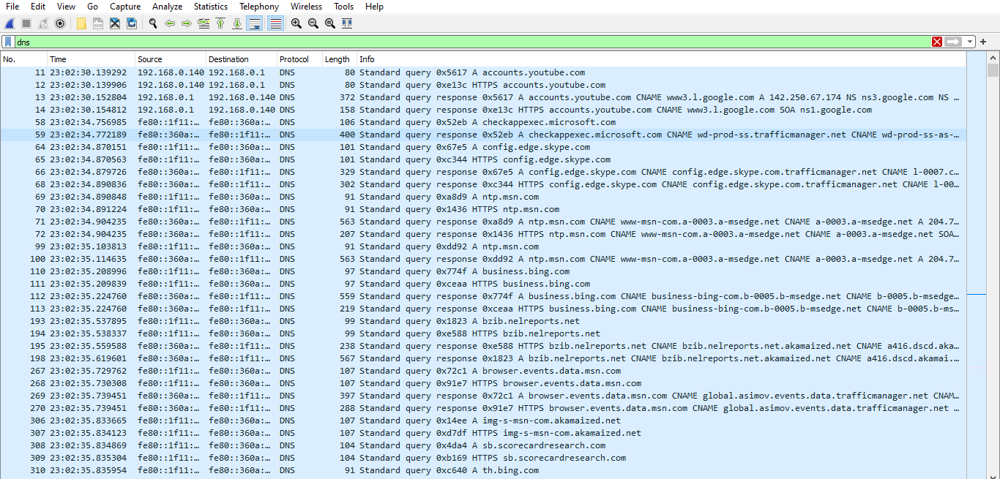 File Edit View Go Capture Analyze Statistics Telephony Wireless Tools Help
dns
No. Time Source Destination Protocol Length Info
11 23:02:30.139292 192.168.0.140 192.168.0.1 DNS 80 Standard query 0x5617 A accounts.youtube.com
12 23:02:30.139906 192.168.0.140 192.168.0.1 DNS 80 Standard query 0xe13c HTTPS accounts.youtube.com
13 23:02:30.152804 192.168.0.1 192.168.0.140 DNS 372 Standard query response 0x5617 A accounts.youtube.com CNAME www3.l.google.com A 142.250.67.174 NS ns3.google.com NS …
14 23:02:30.154812 192.168.0.1 192.168.0.140 DNS 158 Standard query response 0xe13c HTTPS accounts.youtube.com CNAME www3.l.google.com SOA ns1.google.com
58 23:02:34.756985 fe80::1f11:… fe80::360a:… DNS 106 Standard query 0x52eb A checkappexec.microsoft.com
59 23:02:34.772189 fe80::360a:… fe80::1f11:… DNS 400 Standard query response 0x52eb A checkappexec.microsoft.com CNAME wd-prod-ss.trafficmanager.net CNAME wd-prod-ss-as-…
64 23:02:34.870151 fe80::1f11:… fe80::360a:… DNS 101 Standard query 0x67e5 A config.edge.skype.com
65 23:02:34.870563 fe80::1f11:… fe80::360a:… DNS 101 Standard query 0xc344 HTTPS config.edge.skype.com
66 23:02:34.879726 fe80::360a:… fe80::1f11:… DNS 329 Standard query response 0x67e5 A config.edge.skype.com CNAME config.edge.skype.com.trafficmanager.net CNAME l-0007.c…
68 23:02:34.890836 fe80::360a:… fe80::1f11:… DNS 302 Standard query response 0xc344 HTTPS config.edge.skype.com CNAME config.edge.skype.com.trafficmanager.net CNAME l-00…
69 23:02:34.890848 fe80::1f11:… fe80::360a:… DNS 91 Standard query 0xa8d9 A ntp.msn.com
70 23:02:34.891224 fe80::1f11:… fe80::360a:… DNS 91 Standard query 0x1436 HTTPS ntp.msn.com
71 23:02:34.904235 fe80::360a:… fe80::1f11:… DNS 563 Standard query response 0xa8d9 A ntp.msn.com CNAME www-msn-com.a-0003.a-msedge.net CNAME a-0003.a-msedge.net A 204.7…
72 23:02:34.904235 fe80::360a:… fe80::1f11:… DNS 207 Standard query response 0x1436 HTTPS ntp.msn.com CNAME www-msn-com.a-0003.a-msedge.net CNAME a-0003.a-msedge.net SOA…
99 23:02:35.103813 fe80::1f11:… fe80::360a:… DNS 91 Standard query 0xdd92 A ntp.msn.com
100 23:02:35.114635 fe80::360a:… fe80::1f11:… DNS 563 Standard query response 0xdd92 A ntp.msn.com CNAME www-msn-com.a-0003.a-msedge.net CNAME a-0003.a-msedge.net A 204.7…
110 23:02:35.208996 fe80::1f11:… fe80::360a:… DNS 97 Standard query 0x774f A business.bing.com
111 23:02:35.209839 fe80::1f11:… fe80::360a:… DNS 97 Standard query 0xceaa HTTPS business.bing.com
112 23:02:35.224760 fe80::360a:… fe80::1f11:… DNS 559 Standard query response 0x774f A business.bing.com CNAME business-bing-com.b-0005.b-msedge.net CNAME b-0005.b-msedge…
113 23:02:35.224760 fe80::360a:… fe80::1f11:… DNS 219 Standard query response 0xceaa HTTPS business.bing.com CNAME business-bing-com.b-0005.b-msedge.net CNAME b-0005.b-ms…
193 23:02:35.537895 fe80::1f11:… fe80::360a:… DNS 99 Standard query 0x1823 A bzib.nelreports.net
194 23:02:35.538337 fe80::1f11:… fe80::360a:… DNS 99 Standard query 0xe588 HTTPS bzib.nelreports.net
195 23:02:35.559588 fe80::360a:… fe80::1f11:… DNS 238 Standard query response 0xe588 HTTPS bzib.nelreports.net CNAME bzib.nelreports.net.akamaized.net CNAME a416.dscd.aka…
198 23:02:35.619601 fe80::360a:… fe80::1f11:… DNS 567 Standard query response 0x1823 A bzib.nelreports.net CNAME bzib.nelreports.net.akamaized.net CNAME a416.dscd.akamai.…
267 23:02:35.729762 fe80::1f11:… fe80::360a:… DNS 107 Standard query 0x72c1 A browser.events.data.msn.com
268 23:02:35.730308 fe80::1f11:… fe80::360a:… DNS 107 Standard query 0x91e7 HTTPS browser.events.data.msn.com
269 23:02:35.739451 fe80::360a:… fe80::1f11:… DNS 397 Standard query response 0x72c1 A browser.events.data.msn.com CNAME global.asimov.events.data.trafficmanager.net CNAM…
270 23:02:35.739451 fe80::360a:… fe80::1f11:… DNS 288 Standard query response 0x91e7 HTTPS browser.events.data.msn.com CNAME global.asimov.events.data.trafficmanager.net …
306 23:02:35.833665 fe80::1f11:… fe80::360a:… DNS 107 Standard query 0x14ee A img-s-msn-com.akamaized.net
307 23:02:35.834123 fe80::1f11:… fe80::360a:… DNS 107 Standard query 0xd7df HTTPS img-s-msn-com.akamaized.net
308 23:02:35.834869 fe80::1f11:… fe80::360a:… DNS 104 Standard query 0x4da4 A sb.scorecardresearch.com
309 23:02:35.835304 fe80::1f11:… fe80::360a:… DNS 104 Standard query 0xb169 HTTPS sb.scorecardresearch.com
310 23:02:35.835954 fe80::1f11:… fe80::360a:… DNS 91 Standard query 0xc640 A th.bing.com